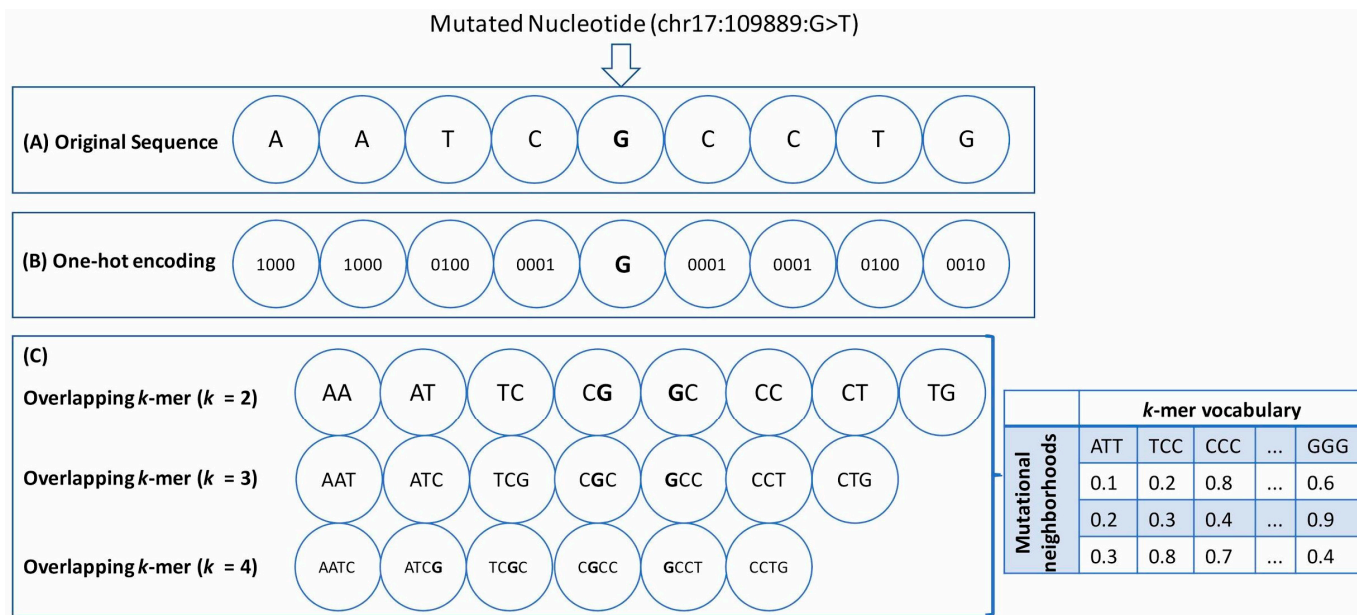 Mutated Nucleotide (chr17:109889:G>T)
(A) Original Sequence A A T C G C C T G
(B) One-hot encoding 1000 1000 0100 0001 G 0001 0001 0100 0010
(C)
Overlapping k-mer (k = 2) AA AT TC CG GC CC CT TG
Overlapping k-mer (k = 3) AAT ATC TCG CGC GCC CCT CTG
Overlapping k-mer (k = 4) AATC ATCG TCGC CGCC GCCT CCTG
k-mer vocabulary
Mutational
neighborhoods
ATT TCC CCC ... GGG
0.1 0.2 0.8 ... 0.6
0.2 0.3 0.4 ... 0.9
0.3 0.8 0.7 ... 0.4